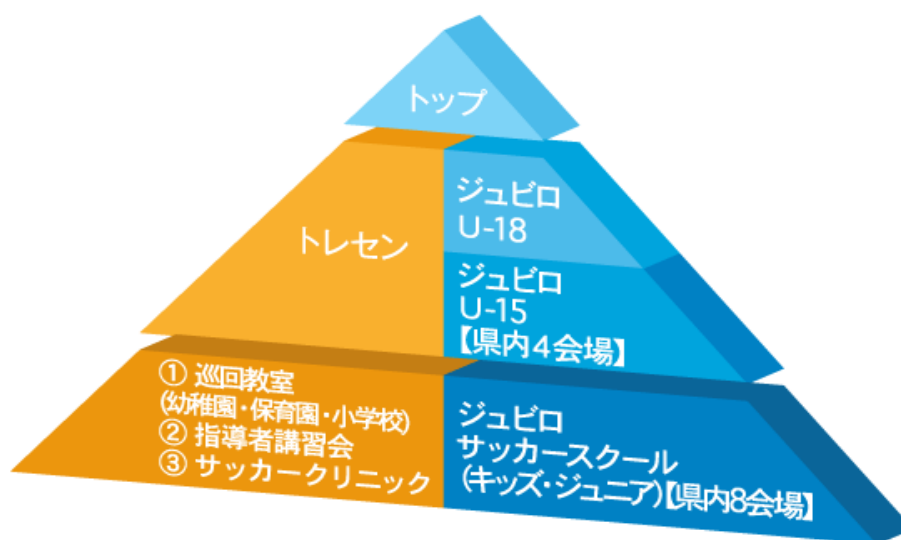 トップ
トレセン
ジュビロ
U-18
ジュビロ
U-15
【県内4会場】
① 巡回教室
(幼稚園・保育園・小学校)
② 指導者講習会
③ サッカークリニック
ジュビロ
サッカースクール
(キッズ・ジュニア)【県内8会場】